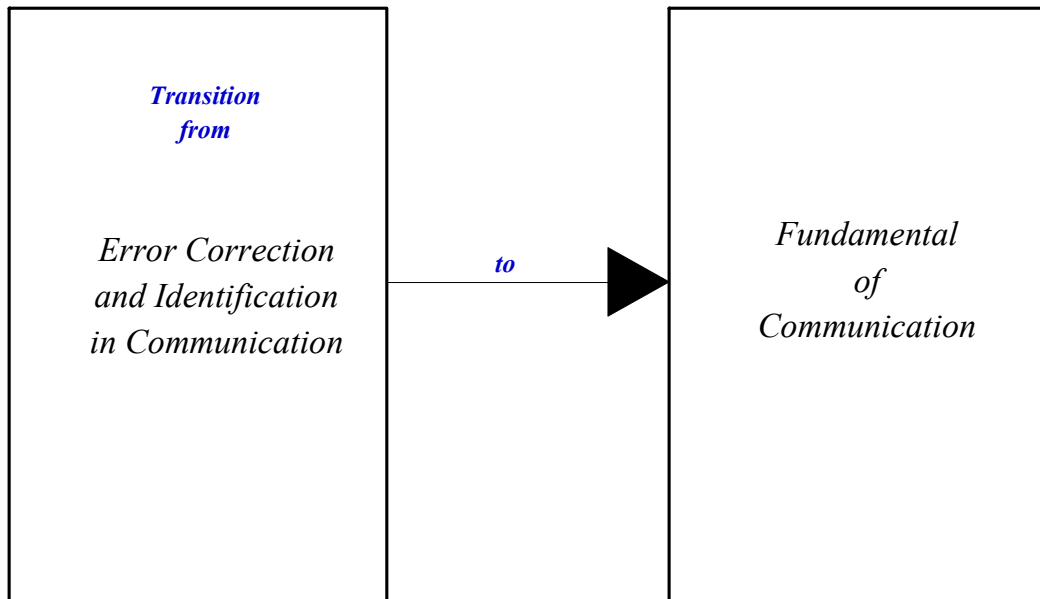 Transition
from
Error Correction
and Identification
in Communication
to
Fundamental
of
Communication